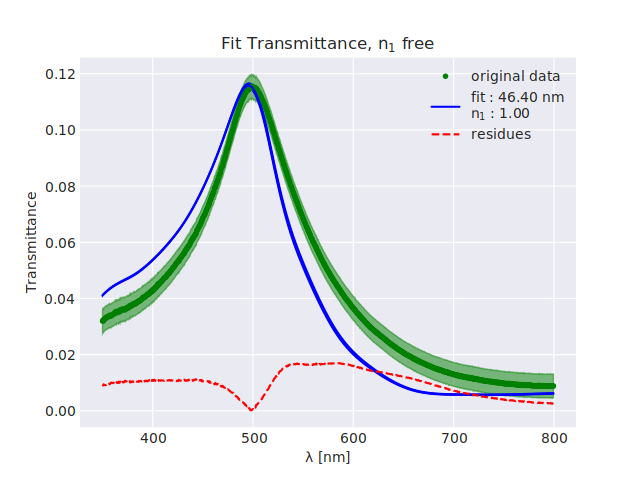 Fit Transmittance, n₁ free
original data
fit : 46.40 nm
n₁ : 1.00
residues
Transmittance
0.12
0.10
0.08
0.06
0.04
0.02
0.00
400
500
600
700
800
λ [nm]